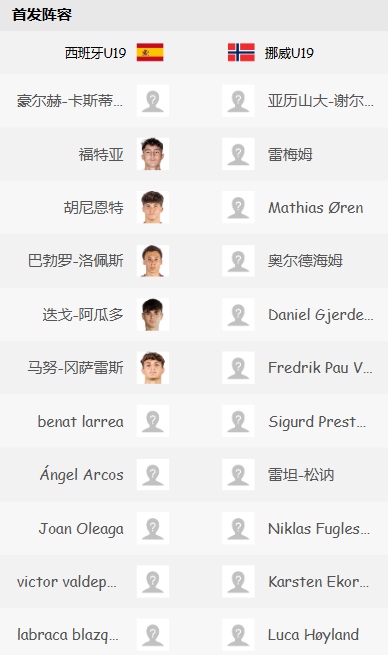 首发阵容
西班牙U19 挪威U19
豪尔赫-卡斯蒂... 亚历山大-谢尔...
福特亚 雷梅姆
胡尼恩特 Mathias Øren
巴勃罗-洛佩斯 奥尔德海姆
迭戈-阿瓜多 Daniel Gjerde...
马努-冈萨雷斯 Fredrik Pau V...
benat larrea Sigurd Prest...
Ángel Arcos 雷坦-松讷
Joan Oleaga Niklas Fugles...
victor valdep... Karsten Ekor...
labraca blazq... Luca Høyland